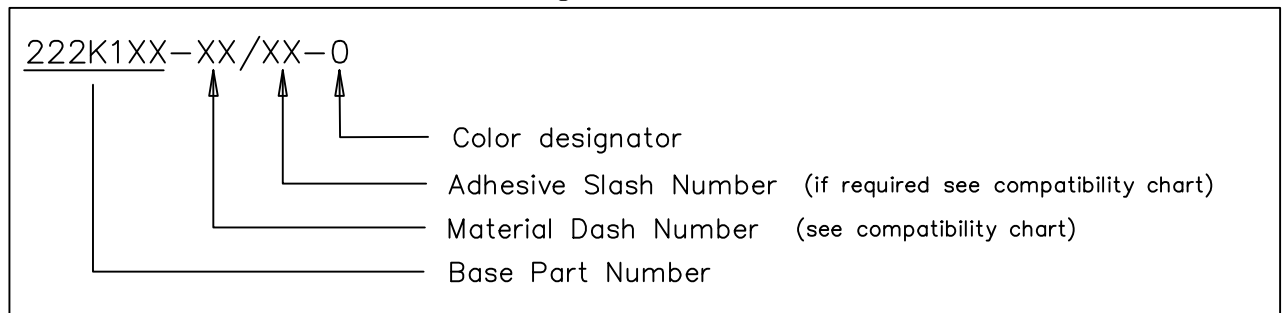 222K1XX-XX/XX-0
Color designator
Adhesive Slash Number (if required see compatibility chart)
Material Dash Number (see compatibility chart)
Base Part Number